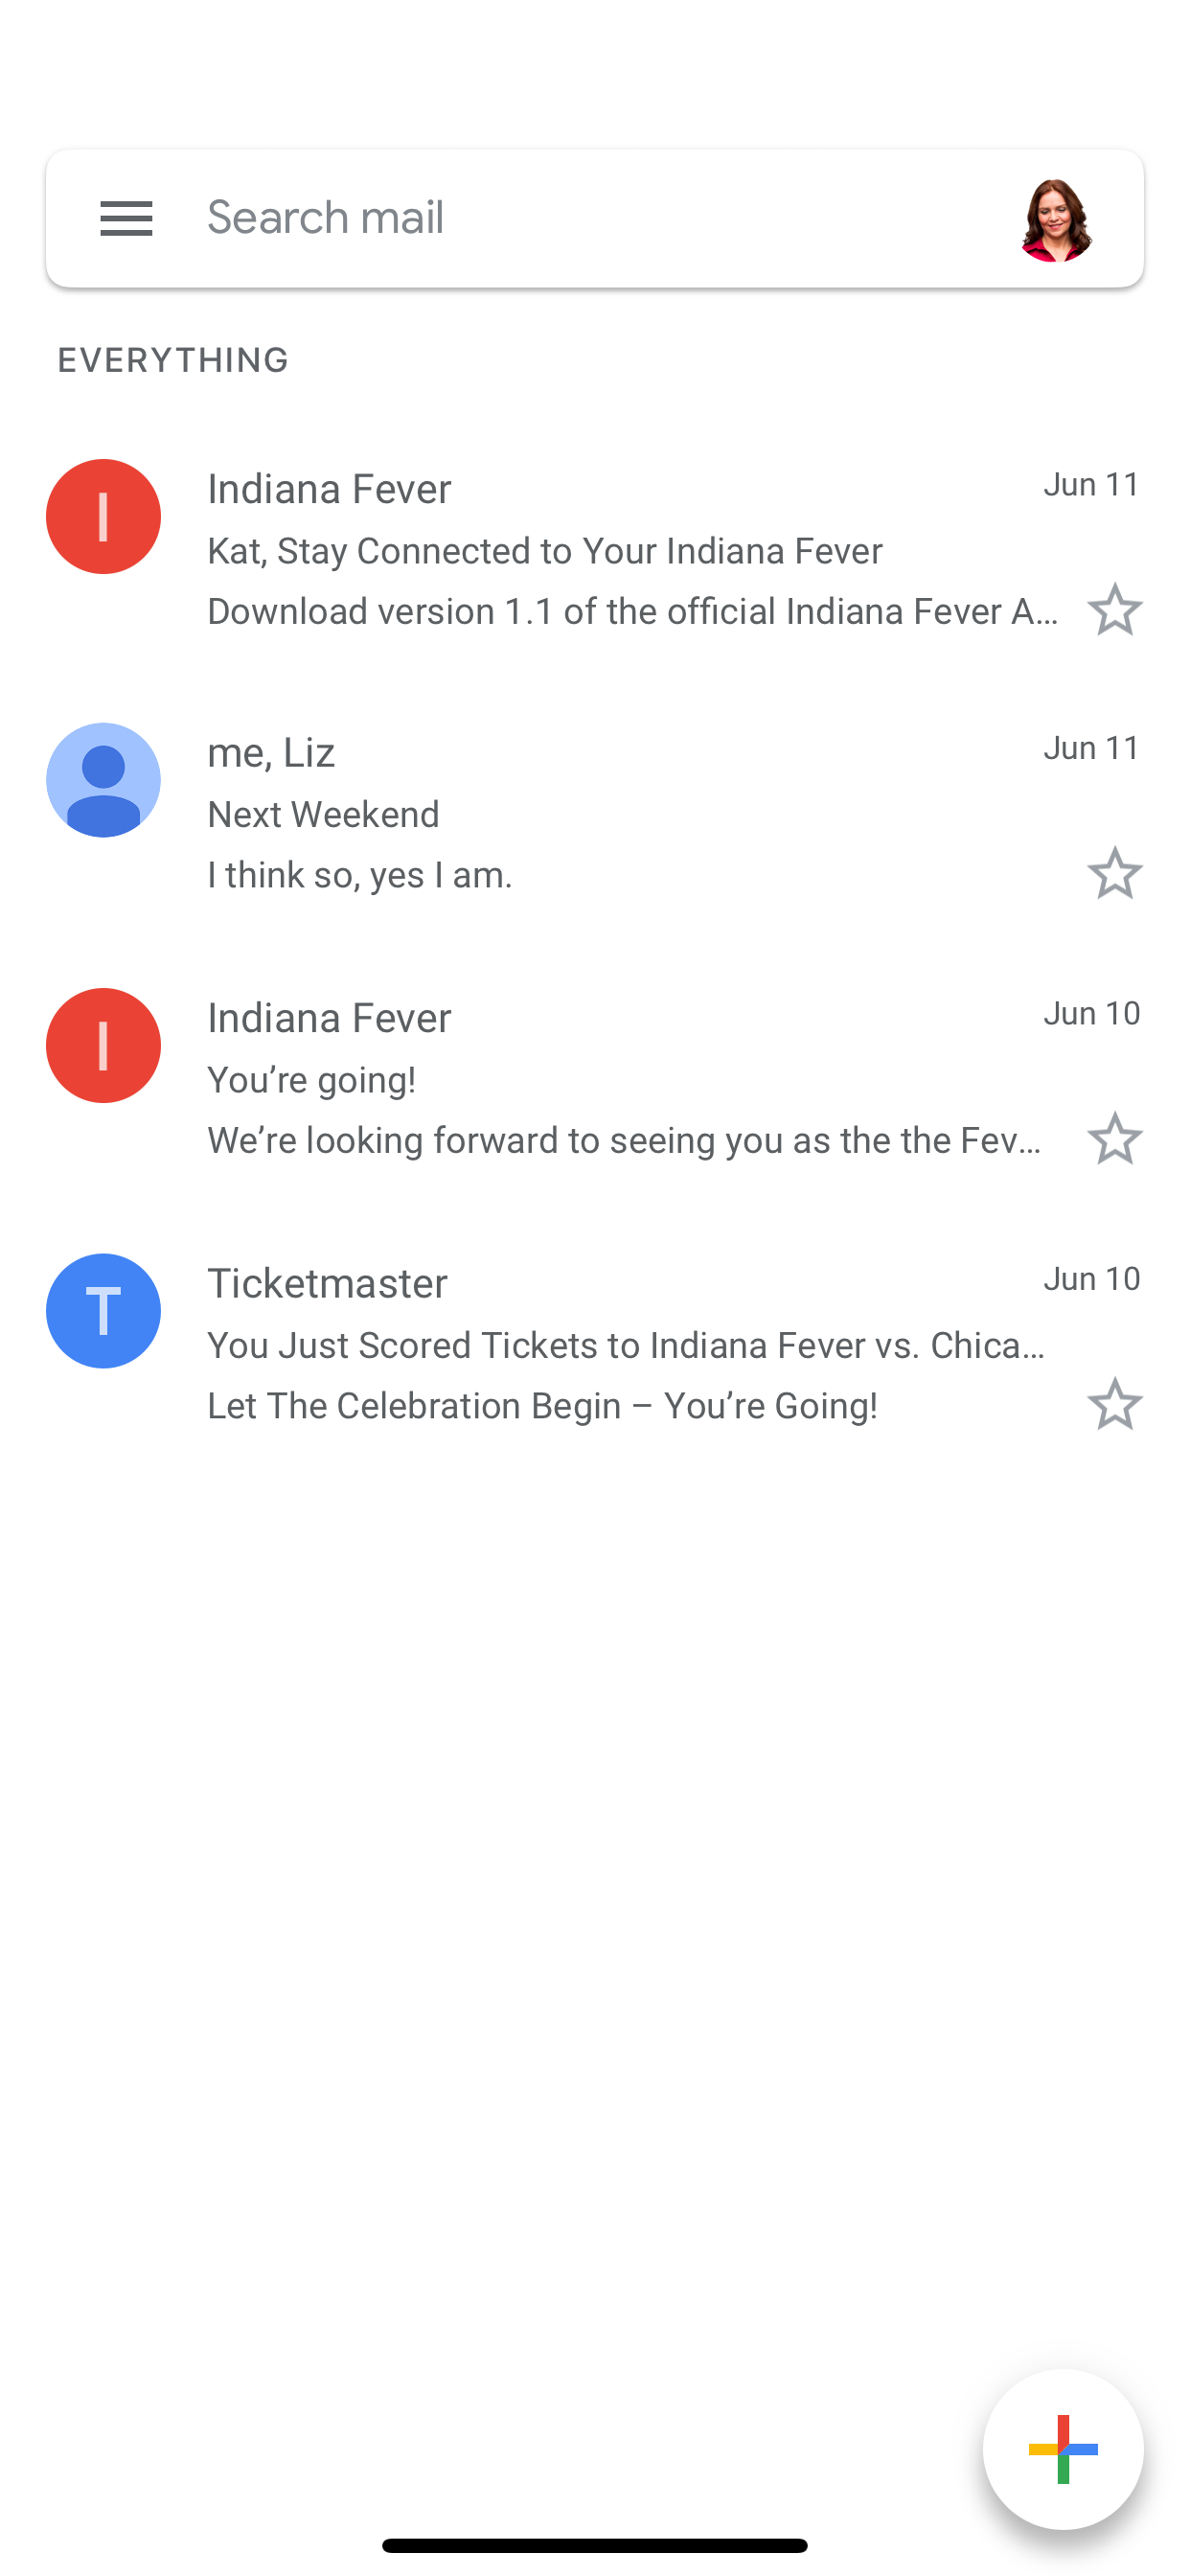 Search mail
EVERYTHING
I
Indiana Fever
Jun 11
Kat, Stay Connected to Your Indiana Fever
Download version 1.1 of the official Indiana Fever A...
me, Liz
Jun 11
Next Weekend
I think so, yes I am.
I
Indiana Fever
Jun 10
You’re going!
We’re looking forward to seeing you as the the Fev...
T
Ticketmaster
Jun 10
You Just Scored Tickets to Indiana Fever vs. Chica...
Let The Celebration Begin – You’re Going!